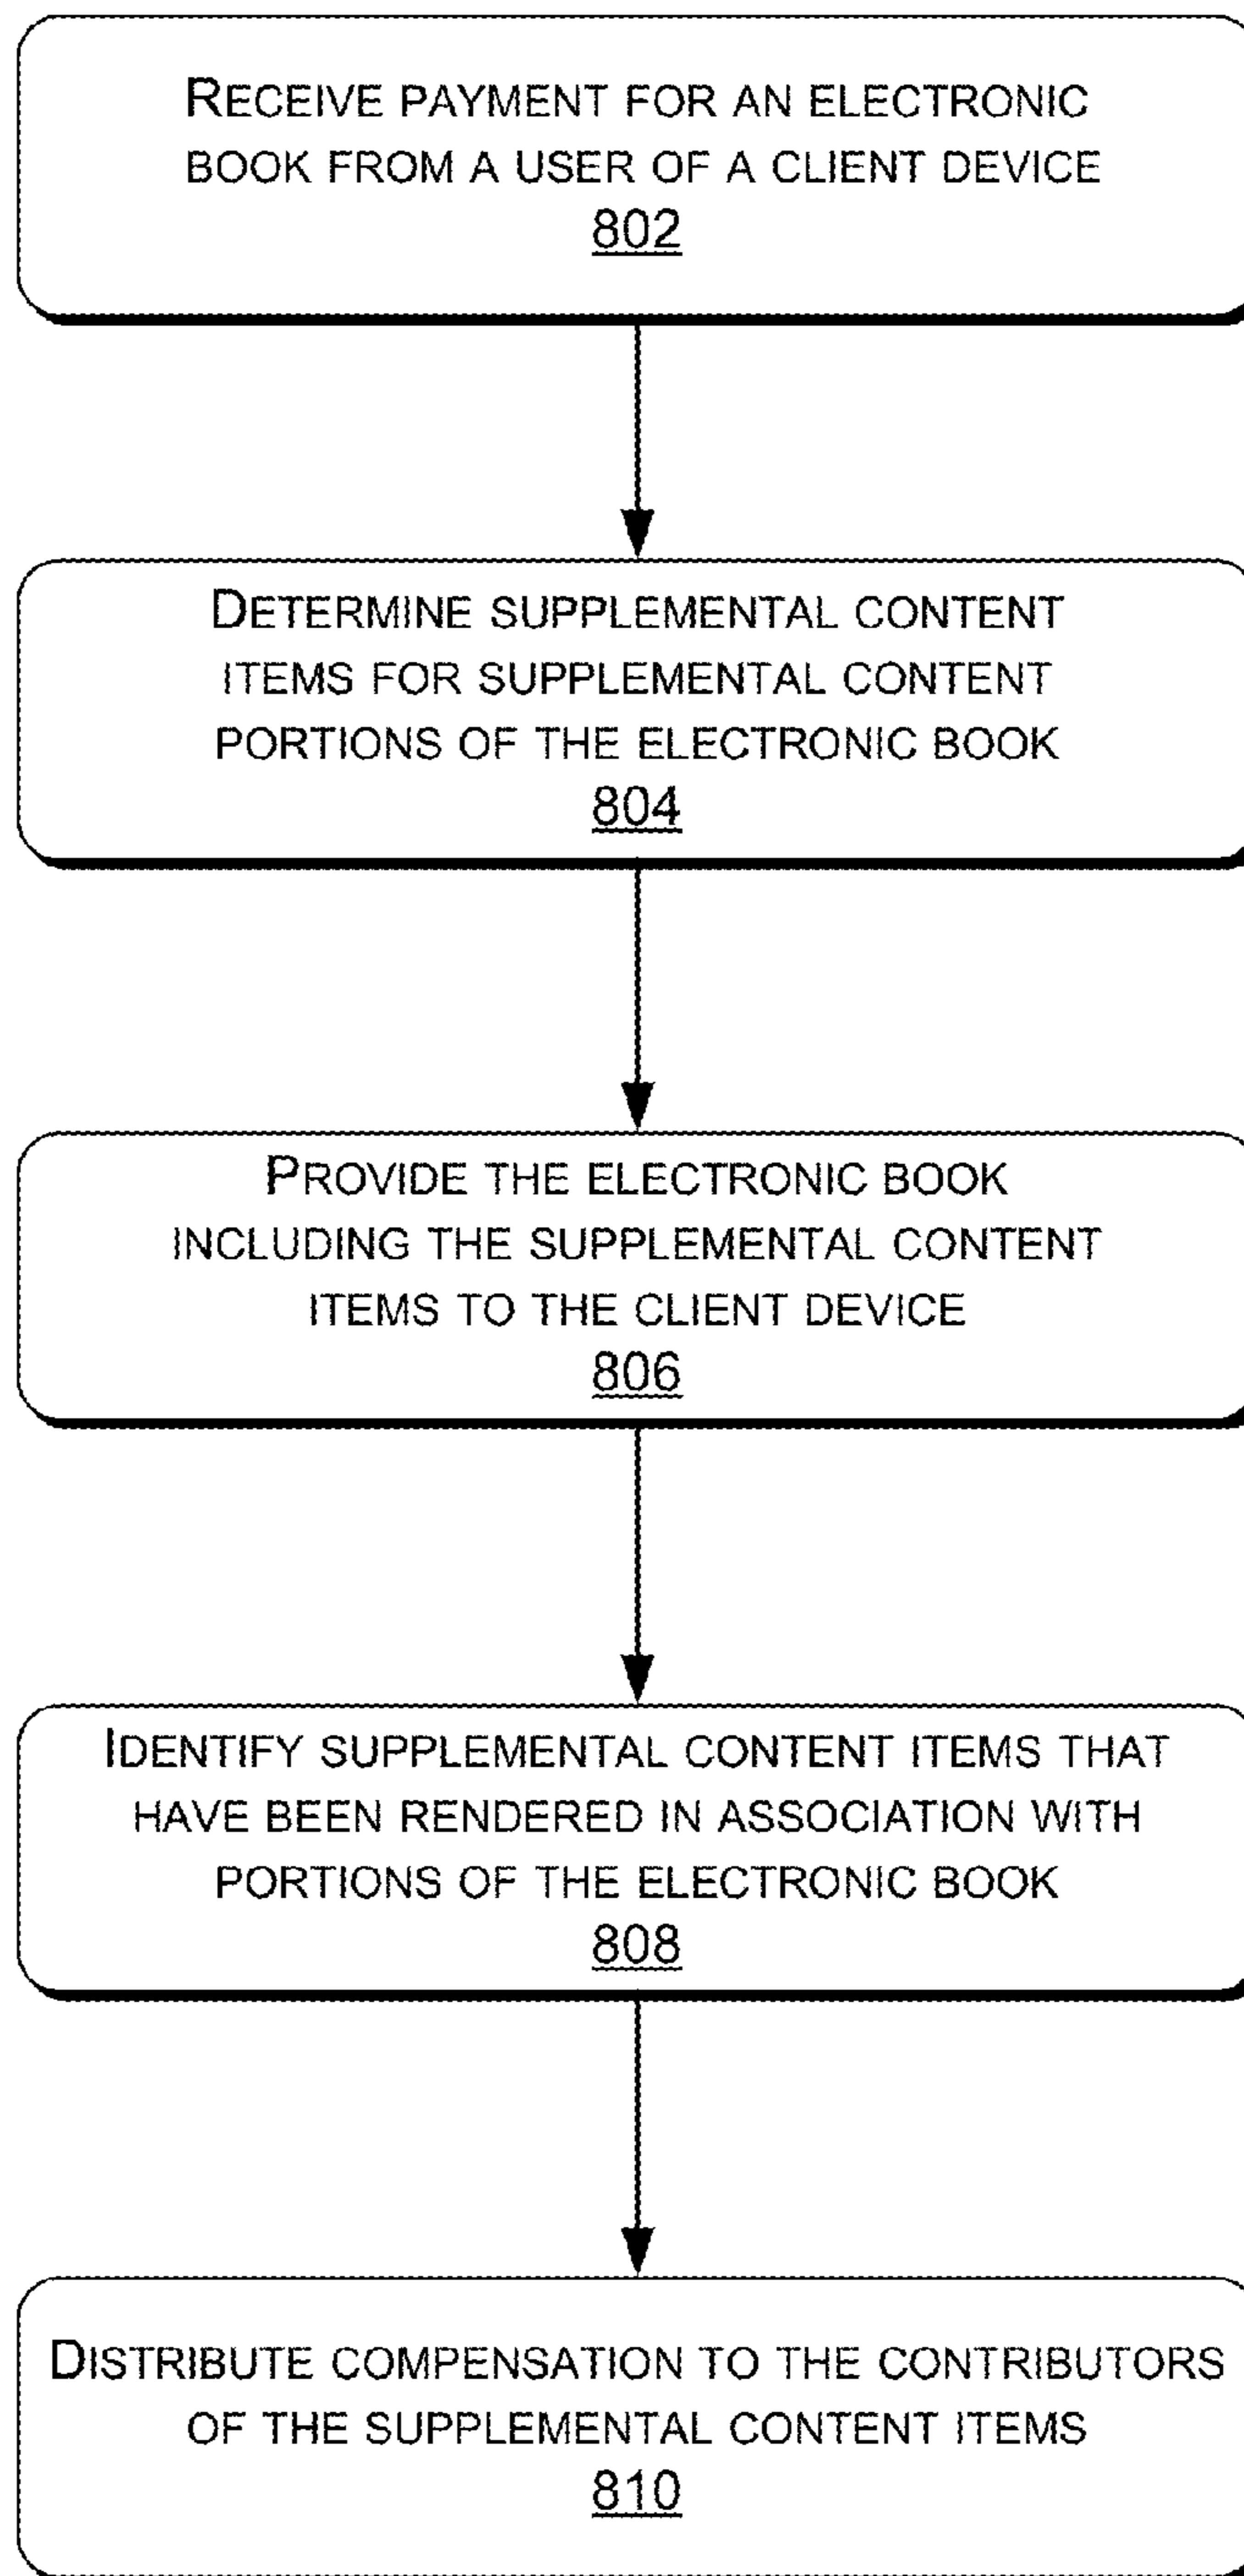 RECEIVE PAYMENT FOR AN ELECTRONIC
BOOK FROM A USER OF A CLIENT DEVICE
802
DETERMINE SUPPLEMENTAL CONTENT
ITEMS FOR SUPPLEMENTAL CONTENT
PORTIONS OF THE ELECTRONIC BOOK
804
PROVIDE THE ELECTRONIC BOOK
INCLUDING THE SUPPLEMENTAL CONTENT
ITEMS TO THE CLIENT DEVICE
806
IDENTIFY SUPPLEMENTAL CONTENT ITEMS THAT
HAVE BEEN RENDERED IN ASSOCIATION WITH
PORTIONS OF THE ELECTRONIC BOOK
808
DISTRIBUTE COMPENSATION TO THE CONTRIBUTORS
OF THE SUPPLEMENTAL CONTENT ITEMS
810